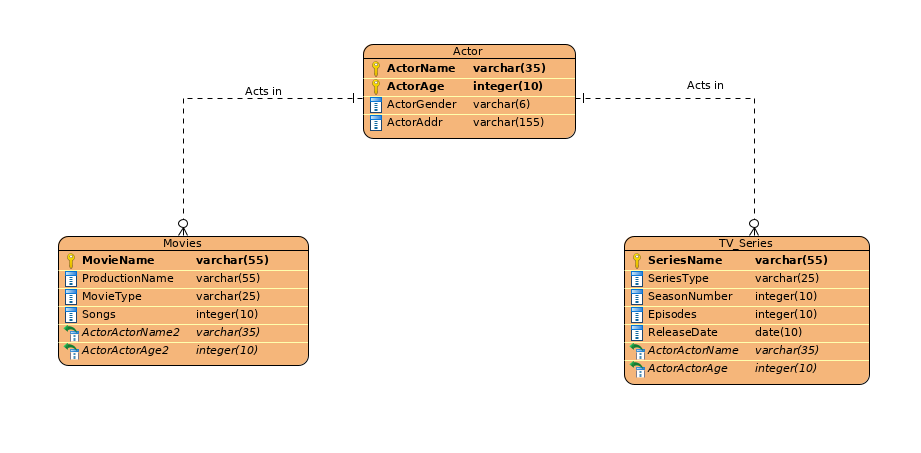 Actor
ActorName varchar(35)
ActorAge integer(10)
ActorGender varchar(6)
ActorAddr varchar(155)
Acts in
Acts in
Movies
MovieName varchar(55)
ProductionName varchar(55)
MovieType varchar(25)
Songs integer(10)
ActorActorName2 varchar(35)
ActorActorAge2 integer(10)
TV_Series
SeriesName varchar(55)
SeriesType varchar(25)
SeasonNumber integer(10)
Episodes integer(10)
ReleaseDate date(10)
ActorActorName varchar(35)
ActorActorAge integer(10)